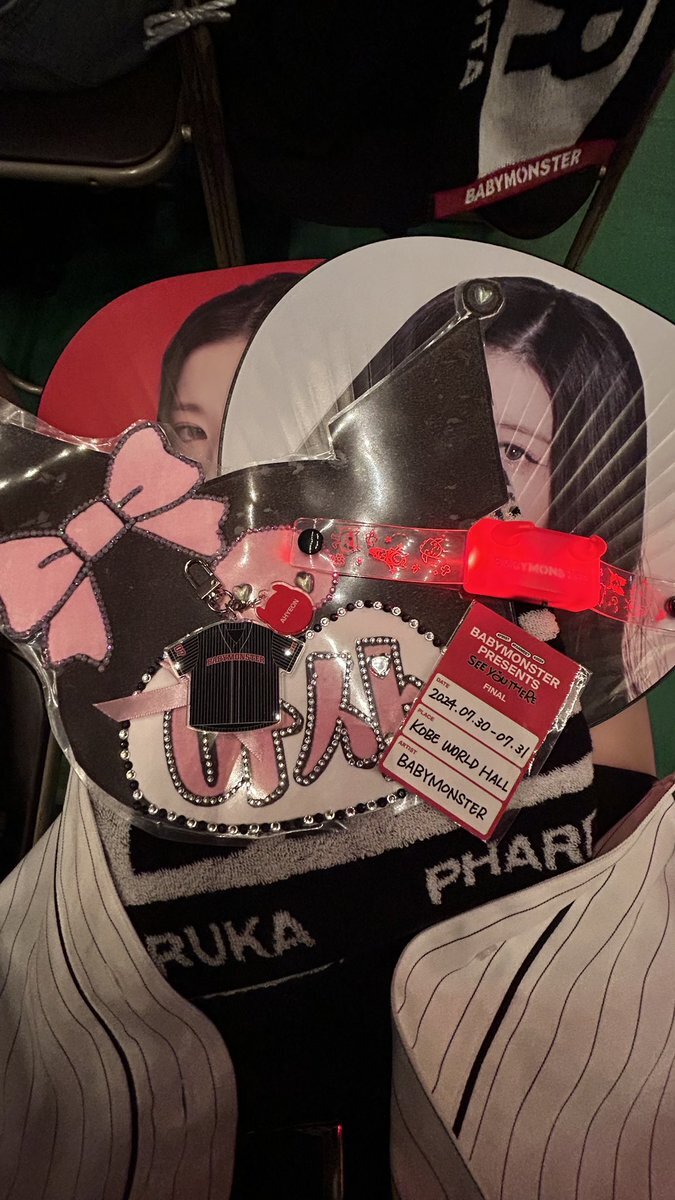 BABYMONSTER
BABYMONSTER
AHYEON
BABYMONSTER
BABYMONSTER
PRESENTS
SEE YOU THERE
FINAL
DATE
2024.07.30-07.31
PLACE
KOBE WORLD HALL
ARTIST
BABYMONSTER
RUKA
PHARI